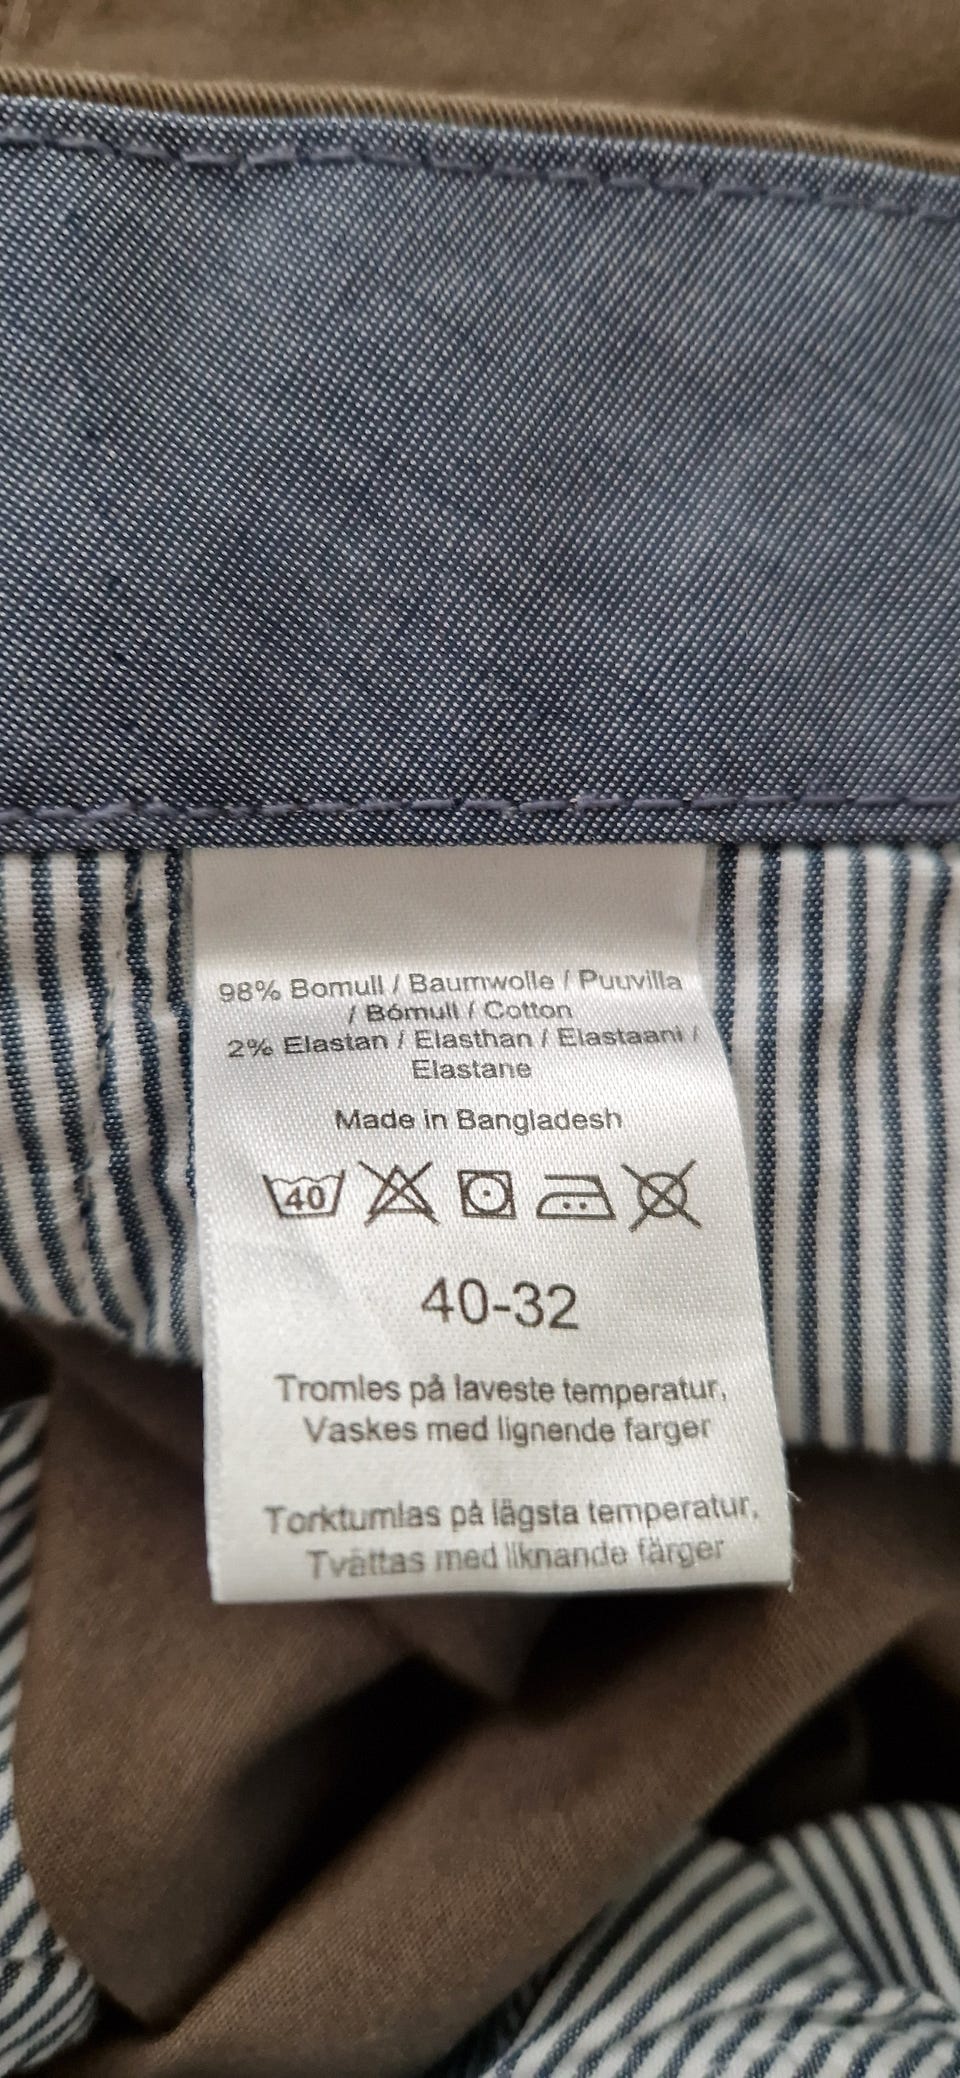 98% Bomull / Baumwolle / Puuvilla
/ Bómull / Cotton
2% Elastan / Elasthan / Elastaani /
Elastane
Made in Bangladesh
40
40-32
Tromles på laveste temperatur,
Vaskes med lignende farger
Torktumlas på lägsta temperatur,
Tvättas med liknande färger